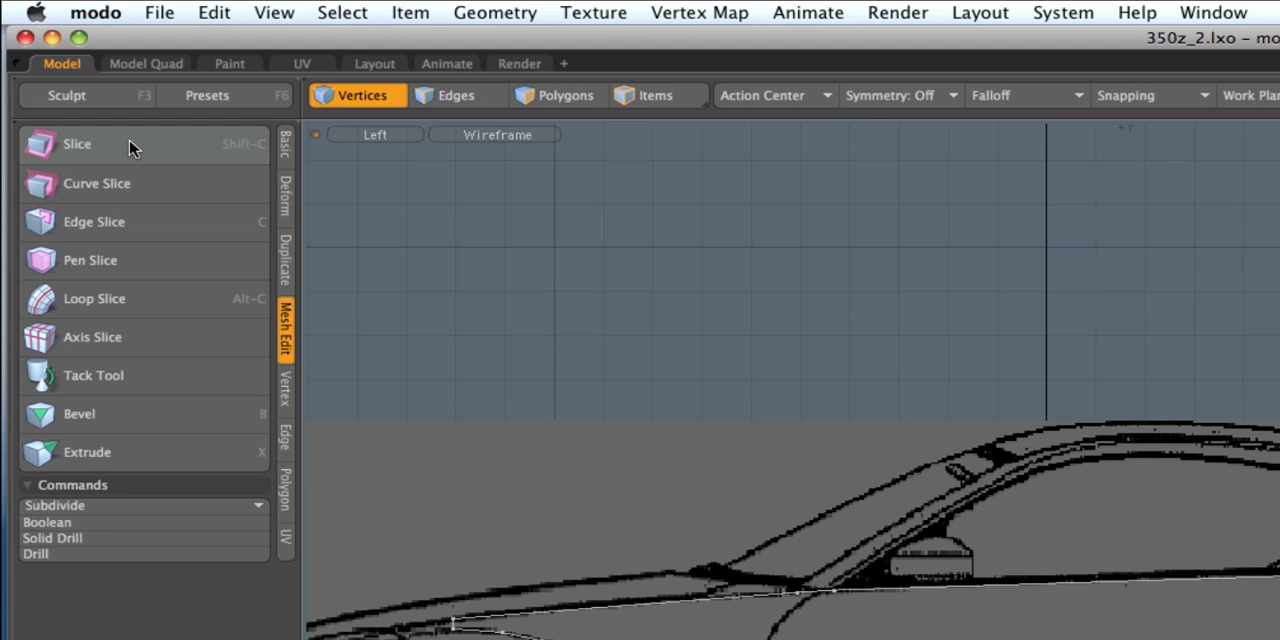 modo File Edit View Select Item Geometry Texture Vertex Map Animate Render Layout System Help Window
350z_2.lxo – mo
Model Model Quad Paint UV Layout Animate Render +
Sculpt F3 Presets F6 Vertices Edges Polygons Items Action Center Symmetry: Off Falloff Snapping Work Plan
Left Wireframe +Y
Slice Shift-C
Curve Slice
Edge Slice C
Pen Slice
Loop Slice Alt-C
Axis Slice
Tack Tool
Bevel B
Extrude X
Commands
Subdivide
Boolean
Solid Drill
Drill
Basic
Deform
Duplicate
Mesh Edit
Vertex
Edge
Polygon
UV